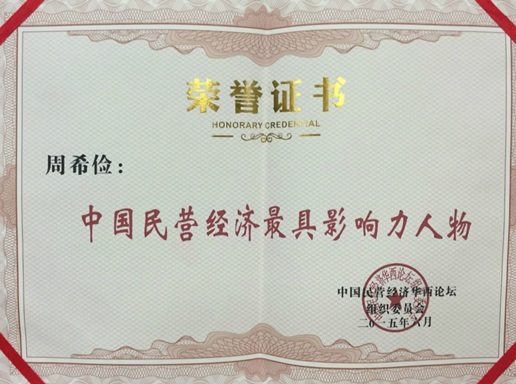 荣誉证书
HONORARY CREDENTIAL
周希俭：
中国民营经济最具影响力人物
中国民营经济华西论坛
组织委员会
二〇一五年六月